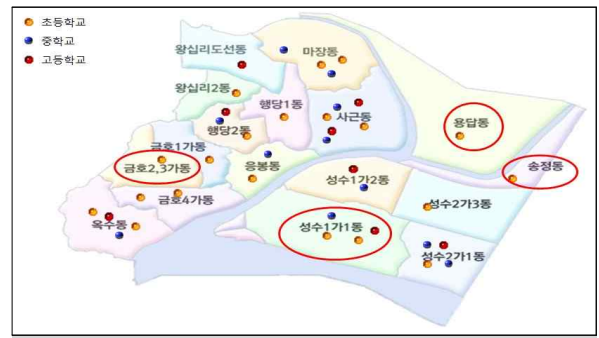 초등학교
중학교
고등학교
왕십리도선동
마장동
왕십리2동
행당1동
사근동
용답동
행당2동
금호1가동
금호2,3가동
응봉동
송정동
성수1가2동
금호4가동
성수2가3동
옥수동
성수1가1동
성수2가1동